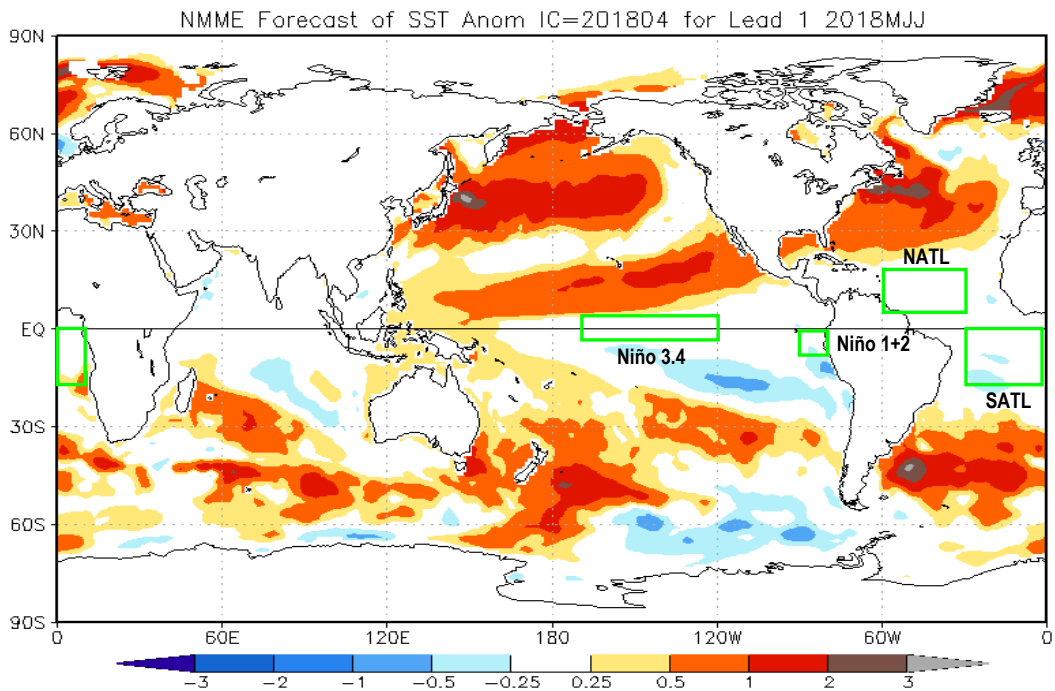 NMME Forecast of SST Anom IC=201804 for Lead 1 2018MJJ
90N
60N
30N
EQ
30S
60S
90S
NATL
Niño 3.4
Niño 1+2
SATL
0 60E 120E 180 120W 60W 0
-3 -2 -1 -0.5 -0.25 0.25 0.5 1 2 3